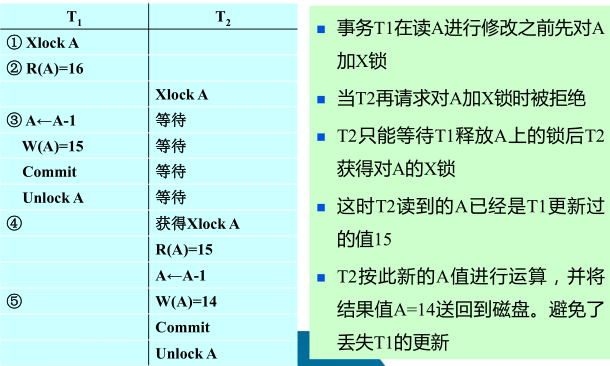 T1 T2
① Xlock A
② R(A)=16
Xlock A
③ A←A-1 等待
W(A)=15 等待
Commit 等待
Unlock A 等待
④ 获得Xlock A
R(A)=15
A←A-1
⑤ W(A)=14
Commit
Unlock A
事务T1在读A进行修改之前先对A
加X锁
当T2再请求对A加X锁时被拒绝
T2只能等待T1释放A上的锁后T2
获得对A的X锁
这时T2读到的A已经是T1更新过
的值15
T2按此新的A值进行运算，并将
结果值A=14送回到磁盘。避免了
丢失T1的更新